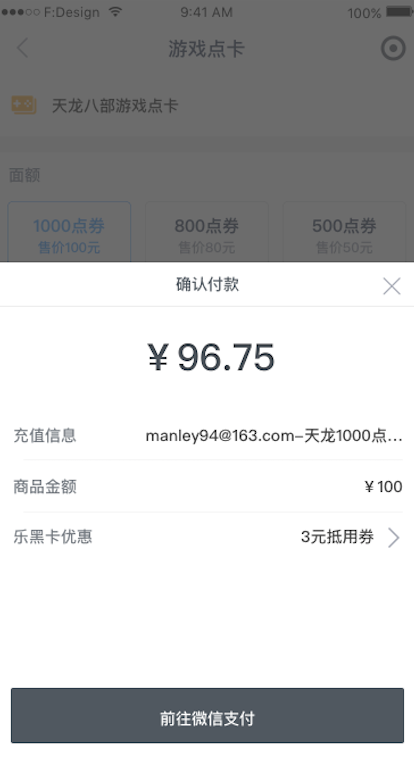 F:Design 9:41 AM 100%
游戏点卡
天龙八部游戏点卡
面额
1000点券 800点券 500点券
售价100元 售价80元 售价50元
确认付款
¥ 96.75
充值信息 manley94@163.com-天龙1000点...
商品金额 ¥100
乐黑卡优惠 3元抵用券
前往微信支付